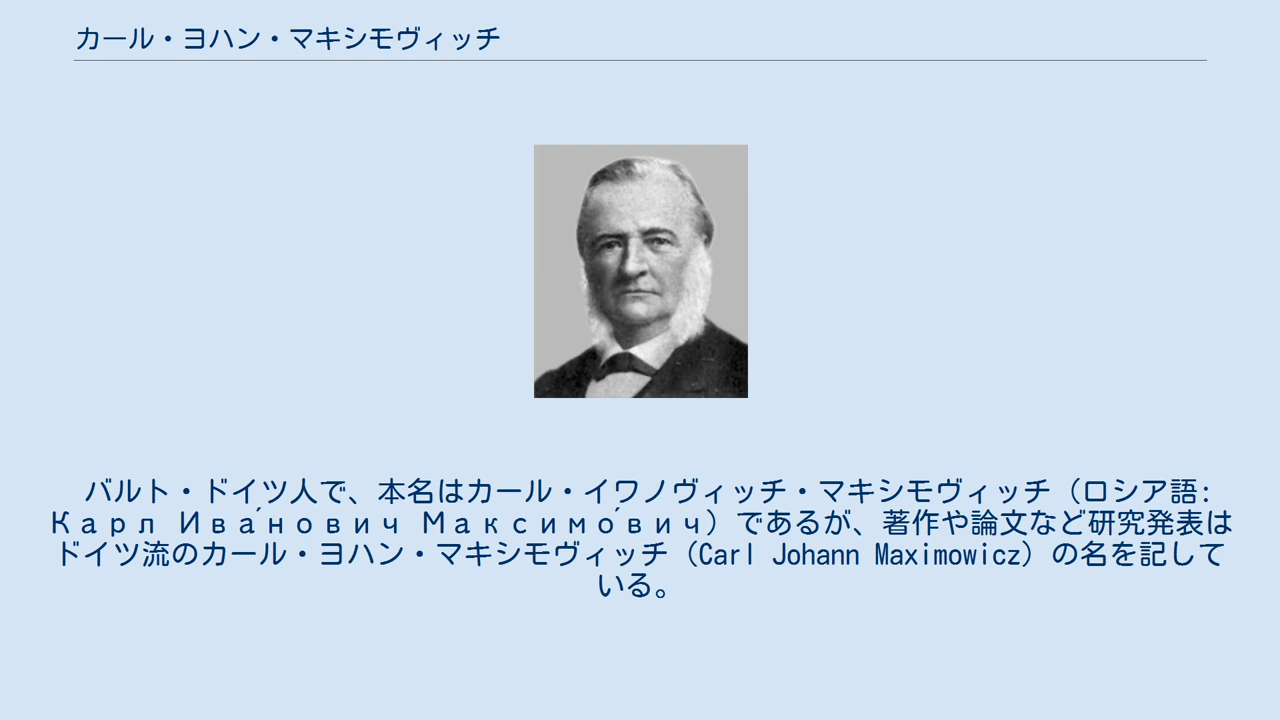 カール・ヨハン・マキシモヴィッチ
バルト・ドイツ人で、本名はカール・イワノヴィッチ・マキシモヴィッチ（ロシア語:
Карл Ива́нович Максимо́вич）であるが、著作や論文など研究発表は
ドイツ流のカール・ヨハン・マキシモヴィッチ（Carl Johann Maximowicz）の名を記して
いる。